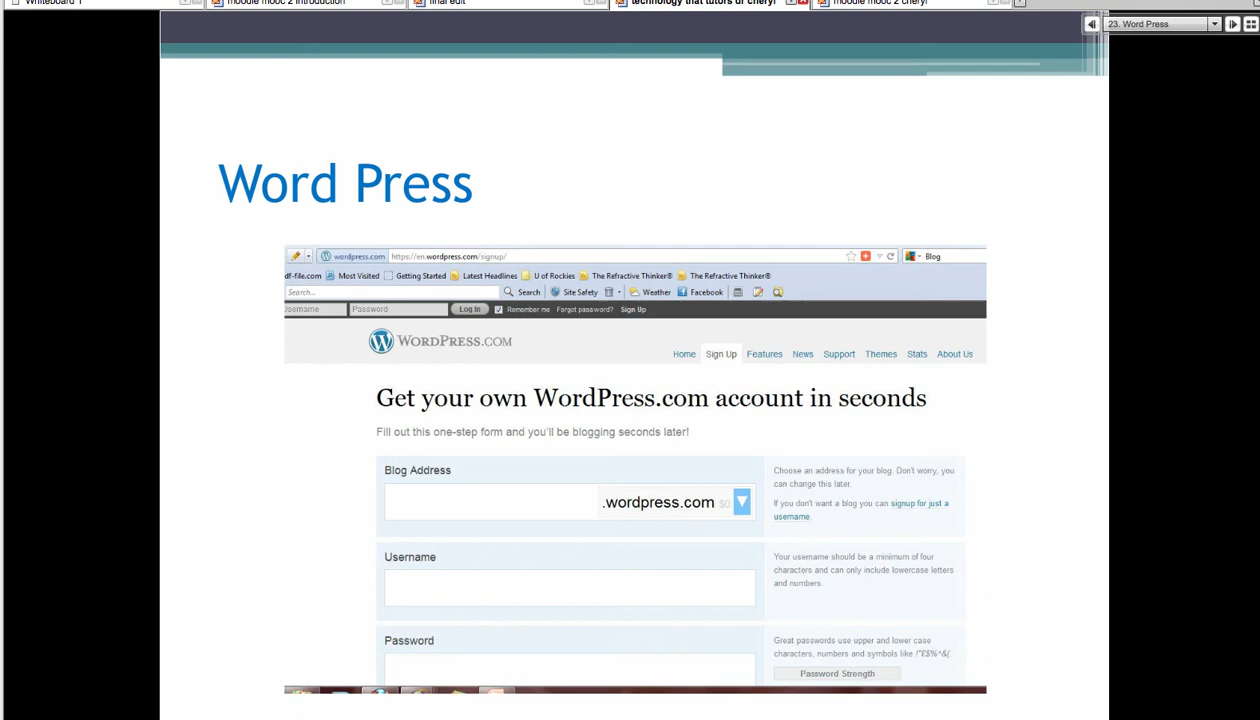 Whiteboard 1
moodle mooc 2 introduction
final edit
technology that tutors dr cheryl
moodle mooc 2 cheryl
23. Word Press
Word Press
wordpress.com https://en.wordpress.com/signup/ Blog
df-file.com Most Visited Getting Started Latest Headlines U of Rockies The Refractive Thinker® The Refractive Thinker®
Search... Search Site Safety Weather Facebook
Username Password Log In Remember me Forgot password? Sign Up
WORDPRESS.COM
Home Sign Up Features News Support Themes Stats About Us
Get your own WordPress.com account in seconds
Fill out this one-step form and you'll be blogging seconds later!
Blog Address
.wordpress.com
Choose an address for your blog. Don't worry, you
can change this later.
If you don't want a blog you can signup for just a
username.
Username
Your username should be a minimum of four
characters and can only include lowercase letters
and numbers.
Password
Great passwords use upper and lower case
characters, numbers and symbols like !"£$%^&(.
Password Strength